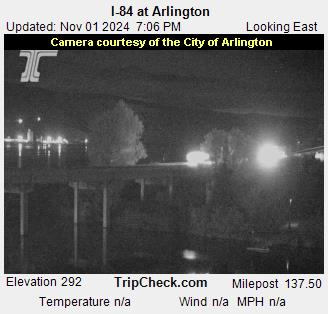 I-84 at Arlington
Updated: Nov 01 2024 7:06 PM Looking East
Camera courtesy of the City of Arlington
Elevation 292 TripCheck.com Milepost 137.50
Temperature n/a Wind n/a MPH n/a